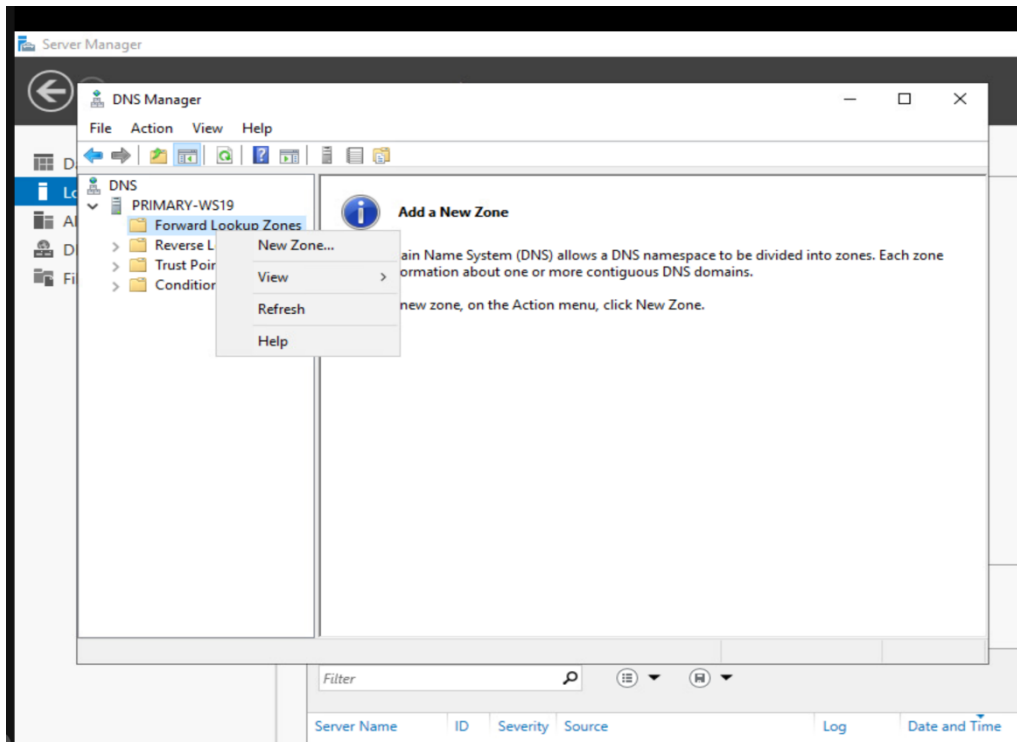 Server Manager
DNS Manager
File Action View Help
DNS
PRIMARY-WS19
Forward Lookup Zones
Reverse L
Trust Poir
Condition
New Zone...
View
Refresh
Help
Add a New Zone
ain Name System (DNS) allows a DNS namespace to be divided into zones. Each zone
ormation about one or more contiguous DNS domains.
new zone, on the Action menu, click New Zone.
D
Lo
Al
D
Fi
Filter
Server Name ID Severity Source Log Date and Time